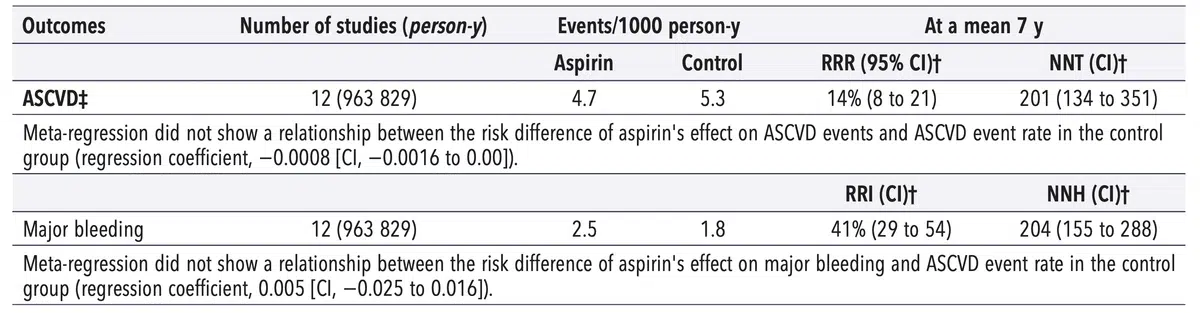 Outcomes Number of studies (person-y) Events/1000 person-y At a mean 7 y
Aspirin Control RRR (95% CI)† NNT (CI)†
ASCVD‡ 12 (963 829) 4.7 5.3 14% (8 to 21) 201 (134 to 351)
Meta-regression did not show a relationship between the risk difference of aspirin's effect on ASCVD events and ASCVD event rate in the control
group (regression coefficient, −0.0008 [CI, −0.0016 to 0.00]).
RRI (CI)† NNH (CI)†
Major bleeding 12 (963 829) 2.5 1.8 41% (29 to 54) 204 (155 to 288)
Meta-regression did not show a relationship between the risk difference of aspirin's effect on major bleeding and ASCVD event rate in the control
group (regression coefficient, 0.005 [CI, −0.025 to 0.016]).